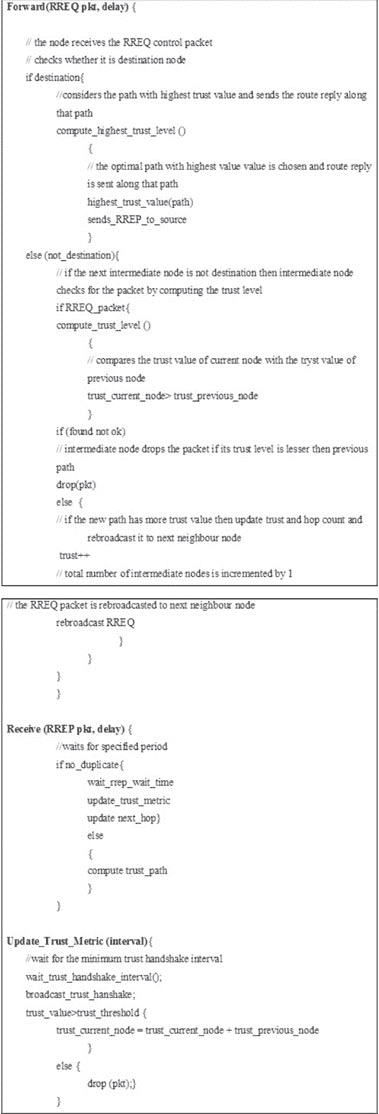 Forward(RREQ pkt, delay) {
// the node receives the RREQ control packet
// checks whether it is destination node
if destination{
//considers the path with highest trust value and sends the route reply along
that path
compute_highest_trust_level ()
{
// the optimal path with highest value value is chosen and route reply
is sent along that path
highest_trust_value(path)
sends_RREP_to_source
}
else (not_destination){
// if the next intermediate node is not destination then intermediate node
checks for the packet by computing the trust level
if RREQ_packet{
compute_trust_level ()
{
// compares the trust value of current node with the tryst value of
previous node
trust_current_node> trust_previous_node
}
if (found not ok)
// intermediate node drops the packet if its trust level is lesser then previous
path
drop(pkt)
else {
// if the new path has more trust value then update trust and hop count and
rebroadcast it to next neighbour node
trust++
// total number of intermediate nodes is incremented by 1
// the RREQ packet is rebroadcasted to next neighbour node
rebroadcast RREQ
}
}
}
}
Receive (RREP pkt, delay) {
//waits for specified period
if no_duplicate{
wait_rrep_wait_time
update_trust_metric
update next_hop}
else
{
compute trust_path
}
}
Update_Trust_Metric (interval){
//wait for the minimum trust handshake interval
wait_trust_handshake_interval();
broadcast_trust_hanshake;
trust_value>trust_threshold {
trust_current_node = trust_current_node + trust_previous_node
}
else {
drop (pkt;}
}